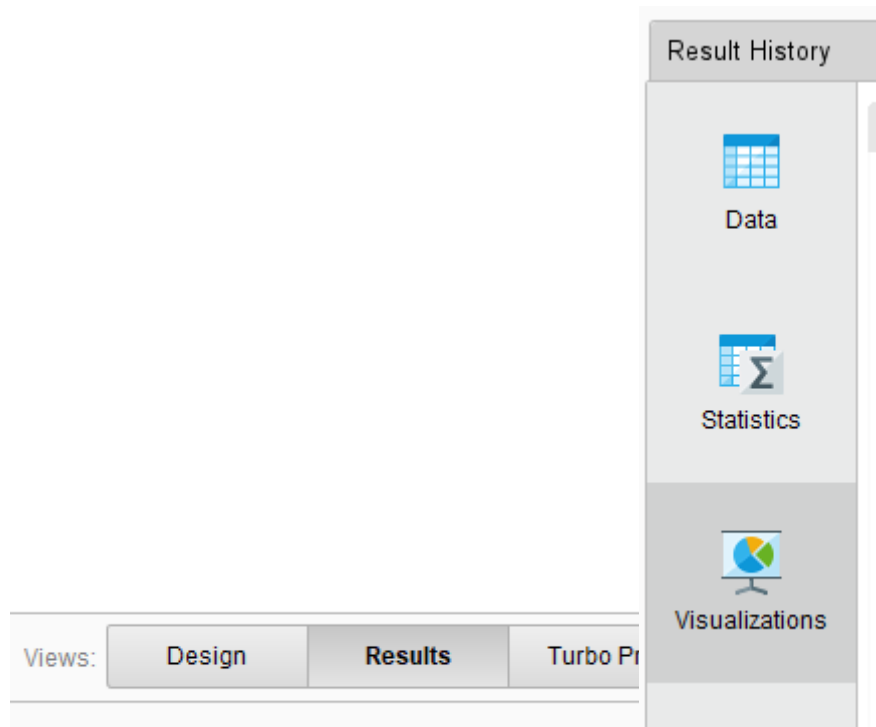 Result History
Data
Σ
Statistics
Visualizations
Views: Design Results Turbo Pr